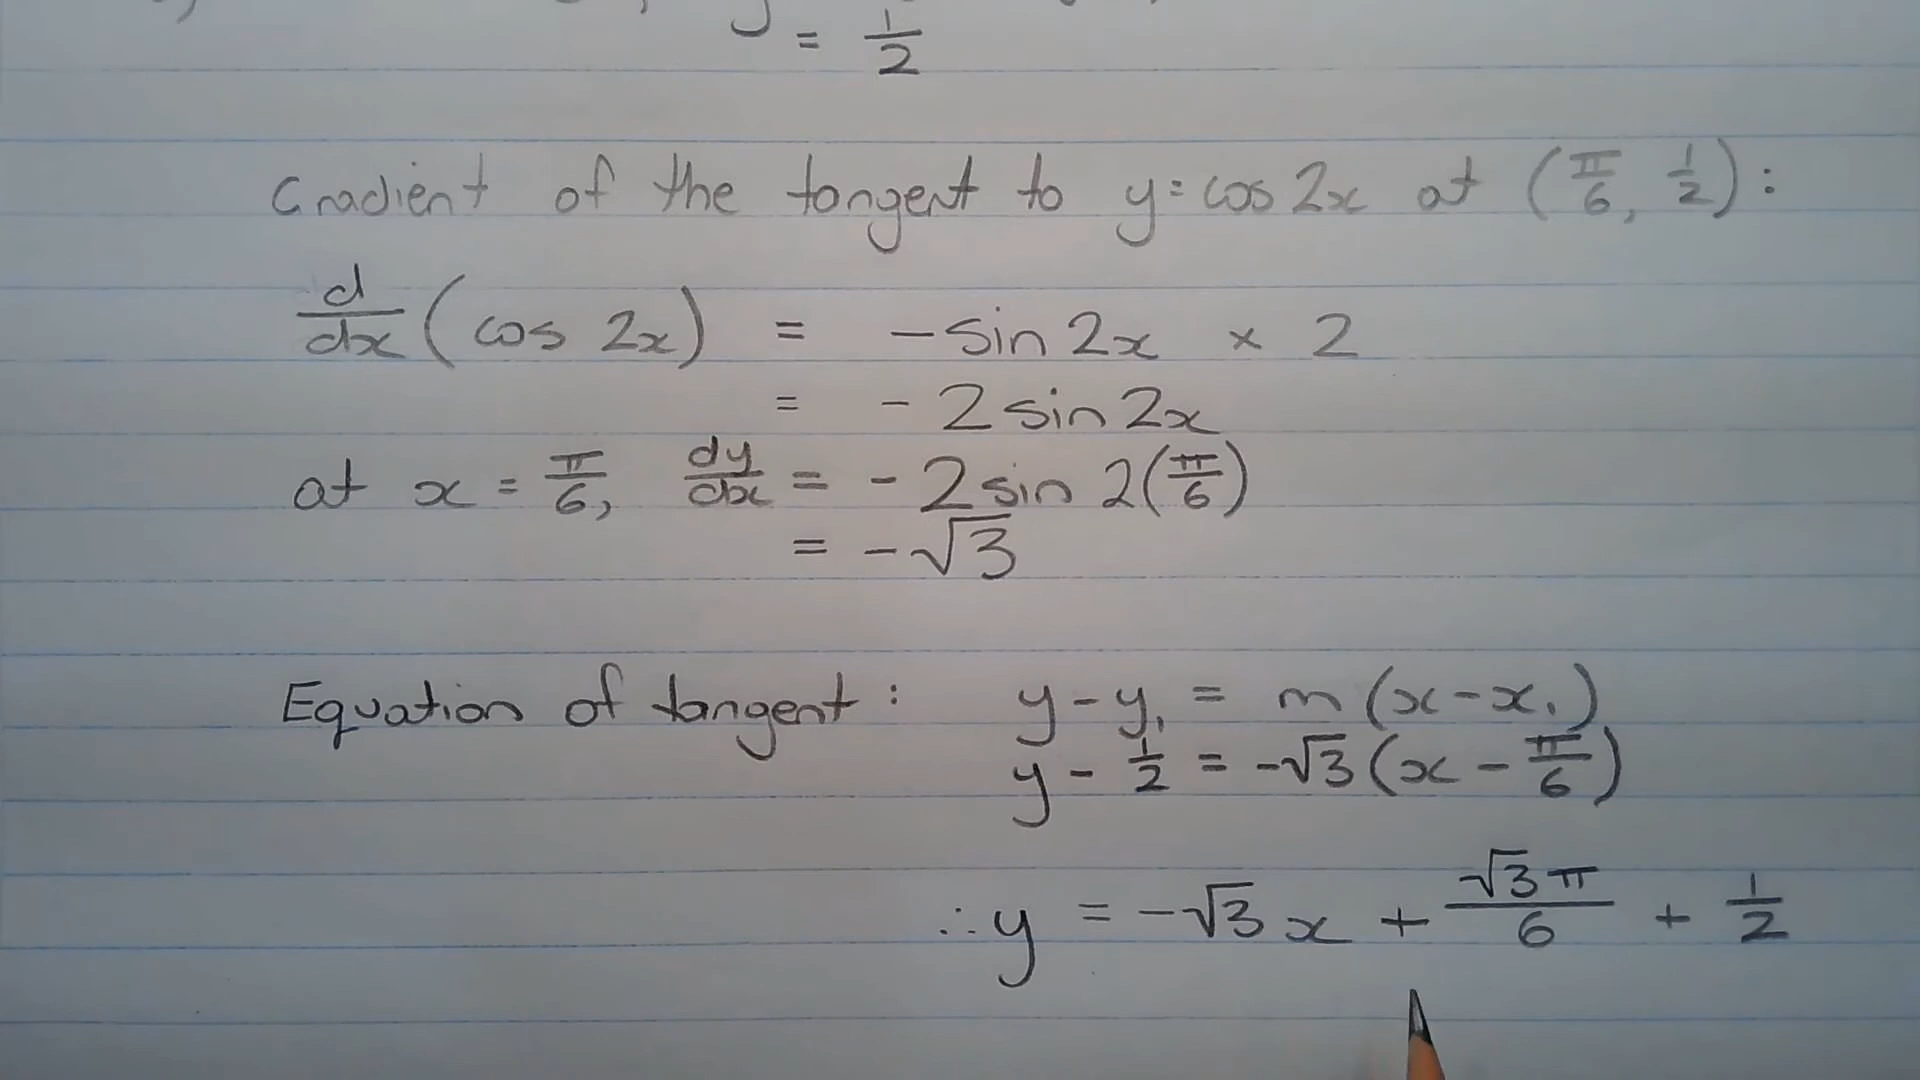 = 1/2
Gradient of the tangent to y = cos 2x at (π/6, 1/2):
d/dx (cos 2x) = -sin 2x × 2
= -2 sin 2x
at x = π/6, dy/dx = -2 sin 2(π/6)
= -√3
Equation of tangent: y - y₁ = m(x - x₁)
y - 1/2 = -√3(x - π/6)
∴ y = -√3 x + √3π/6 + 1/2